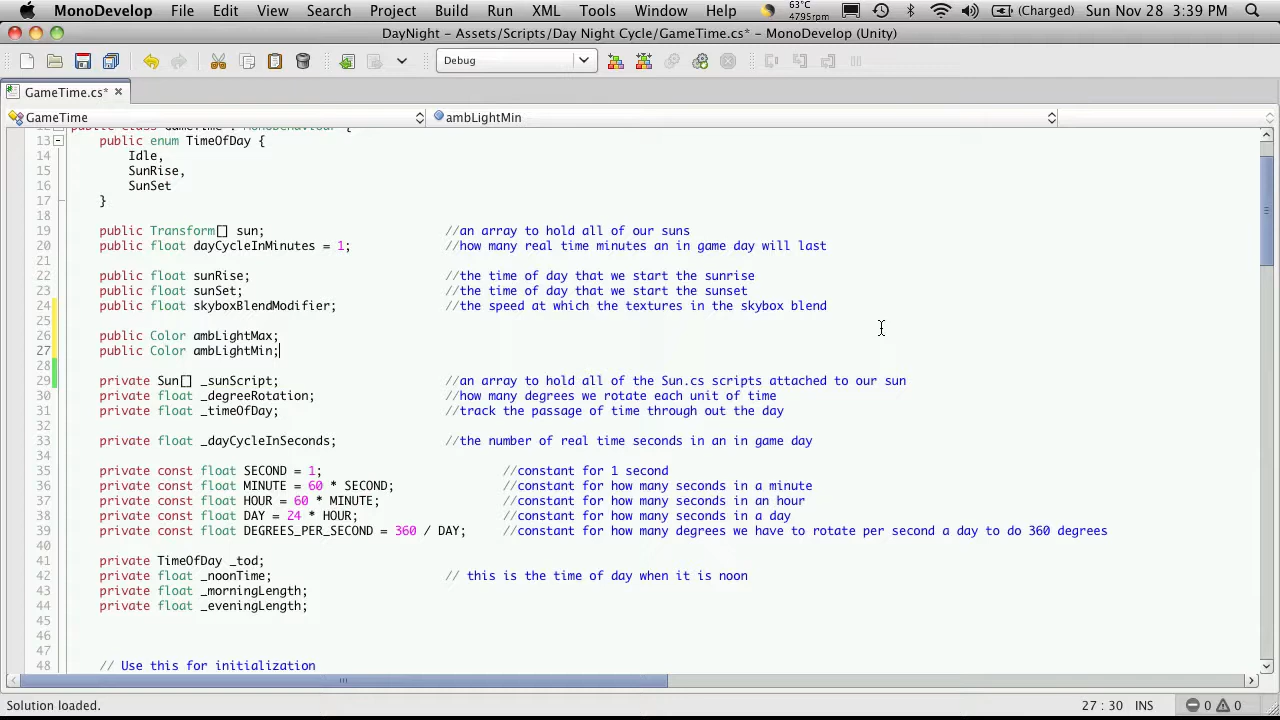 MonoDevelop File Edit View Search Project Build Run XML Tools Window Help 63°C 4795rpm (Charged) Sun Nov 28 3:39 PM
DayNight - Assets/Scripts/Day Night Cycle/GameTime.cs* - MonoDevelop (Unity)
Debug
GameTime.cs*
GameTime ambLightMin
12 public class GameTime : MonoBehaviour {
13 public enum TimeOfDay {
14 Idle,
15 SunRise,
16 SunSet
17 }
18
19 public Transform[] sun; //an array to hold all of our suns
20 public float dayCycleInMinutes = 1; //how many real time minutes an in game day will last
21
22 public float sunRise; //the time of day that we start the sunrise
23 public float sunSet; //the time of day that we start the sunset
24 public float skyboxBlendModifier; //the speed at which the textures in the skybox blend
25
26 public Color ambLightMax;
27 public Color ambLightMin;
28
29 private Sun[] _sunScript; //an array to hold all of the Sun.cs scripts attached to our sun
30 private float _degreeRotation; //how many degrees we rotate each unit of time
31 private float _timeOfDay; //track the passage of time through out the day
32
33 private float _dayCycleInSeconds; //the number of real time seconds in an in game day
34
35 private const float SECOND = 1; //constant for 1 second
36 private const float MINUTE = 60 * SECOND; //constant for how many seconds in a minute
37 private const float HOUR = 60 * MINUTE; //constant for how many seconds in an hour
38 private const float DAY = 24 * HOUR; //constant for how many seconds in a day
39 private const float DEGREES_PER_SECOND = 360 / DAY; //constant for how many degrees we have to rotate per second a day to do 360 degrees
40
41 private TimeOfDay _tod;
42 private float _noonTime; // this is the time of day when it is noon
43 private float _morningLength;
44 private float _eveningLength;
45
46
47
48 // Use this for initialization
Solution loaded. 27 : 30 INS 0 0